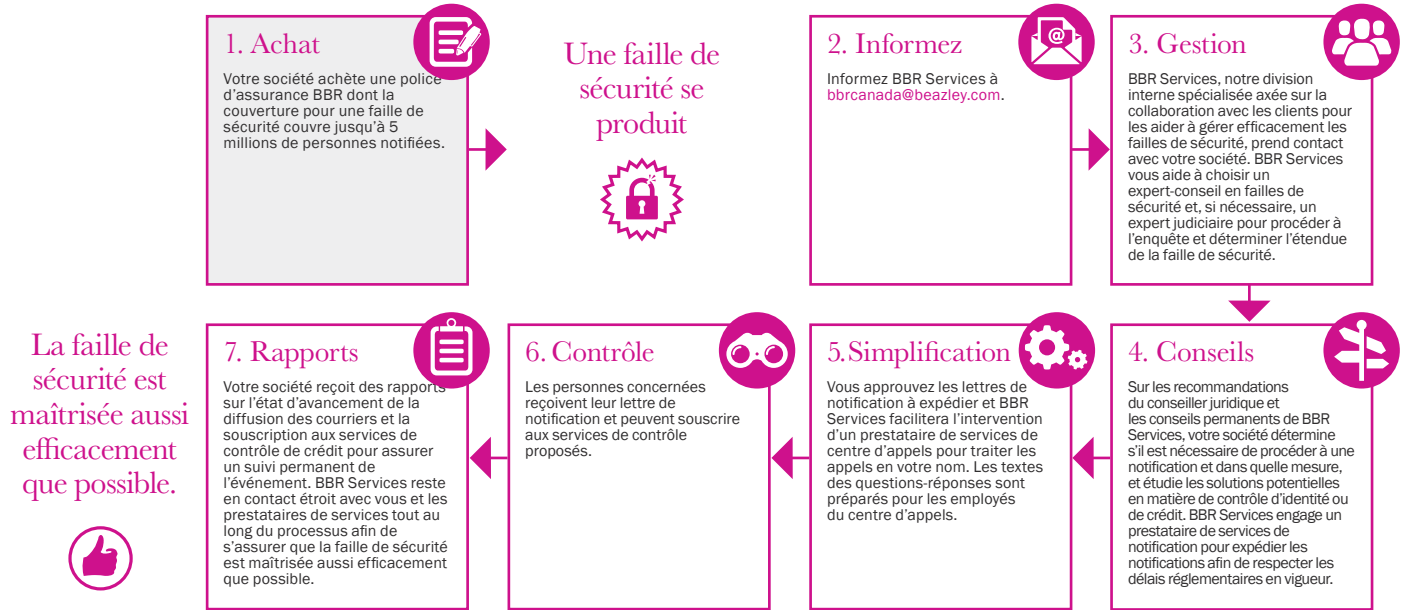 1. Achat
Votre société achète une police
d'assurance BBR dont la
couverture pour une faille de
sécurité couvre jusqu'à 5
millions de personnes notifiées.
Une faille de
sécurité se
produit
2. Informez
Informez BBR Services à
bbrcanada@beazley.com.
@
3. Gestion
BBR Services, notre division
interne spécialisée axée sur la
collaboration avec les clients pour
les aider à gérer efficacement les
failles de sécurité, prend contact
avec votre société. BBR Services
vous aide à choisir un
expert-conseil en failles de
sécurité et, si nécessaire, un
expert judiciaire pour procéder à
l'enquête et déterminer l'étendue
de la faille de sécurité.
4. Conseils
Sur les recommandations
du conseiller juridique et
les conseils permanents de BBR
Services, votre société détermine
s'il est nécessaire de procéder à une
notification et dans quelle mesure,
et étudie les solutions potentielles
en matière de contrôle d'identité ou
de crédit. BBR Services engage un
prestataire de services de
notification pour expédier les
notifications afin de respecter les
délais réglementaires en vigueur.
5.Simplification
Vous approuvez les lettres de
notification à expédier et BBR
Services facilitera l'intervention
d'un prestataire de services de
centre d'appels pour traiter les
appels en votre nom. Les textes
des questions-réponses sont
préparés pour les employés
du centre d'appels.
6. Contrôle
Les personnes concernées
reçoivent leur lettre de
notification et peuvent souscrire
aux services de contrôle
proposés.
7. Rapports
Votre société reçoit des rapports
sur l'état d'avancement de la
diffusion des courriers et la
souscription aux services de
contrôle de crédit pour assurer
un suivi permanent de
l'événement. BBR Services reste
en contact étroit avec vous et les
prestataires de services tout au
long du processus afin de
s'assurer que la faille de sécurité
est maîtrisée aussi efficacement
que possible.
La faille de
sécurité est
maîtrisée aussi
efficacement
que possible.